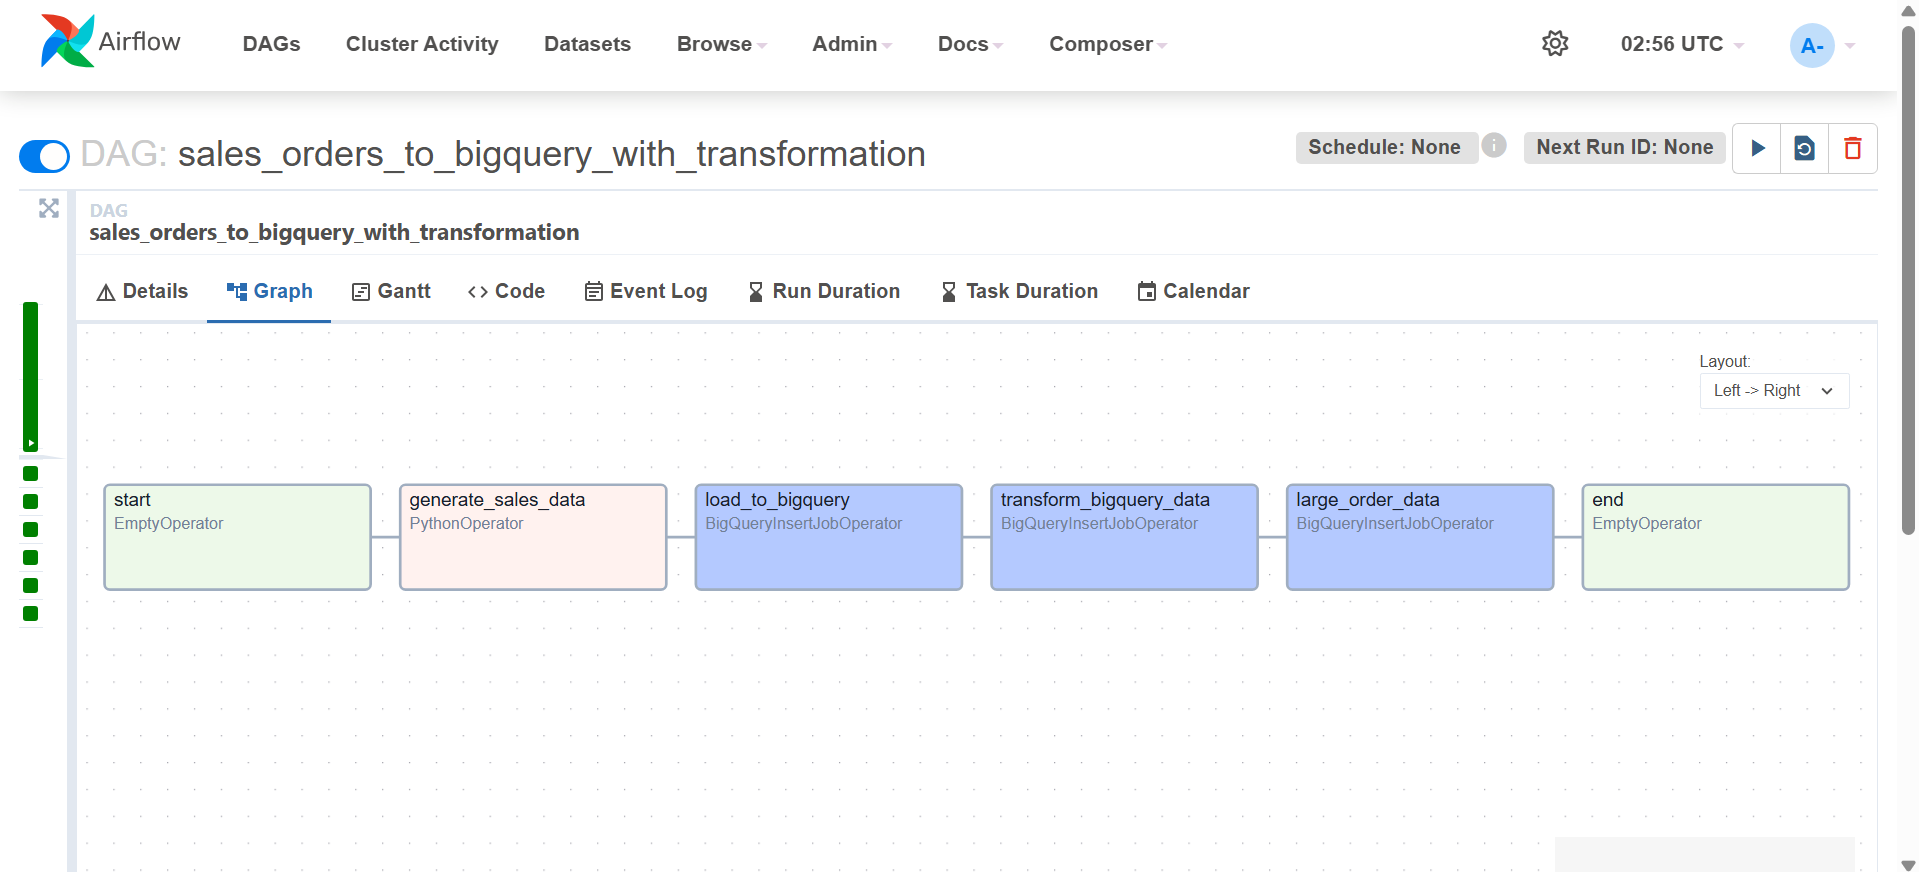 Airflow
DAGs Cluster Activity Datasets Browse Admin Docs Composer 02:56 UTC A-
DAG: sales_orders_to_bigquery_with_transformation Schedule: None i Next Run ID: None
DAG
sales_orders_to_bigquery_with_transformation
Details Graph Gantt <> Code Event Log Run Duration Task Duration Calendar
Layout:
Left -> Right
start
EmptyOperator
generate_sales_data
PythonOperator
load_to_bigquery
BigQueryInsertJobOperator
transform_bigquery_data
BigQueryInsertJobOperator
large_order_data
BigQueryInsertJobOperator
end
EmptyOperator